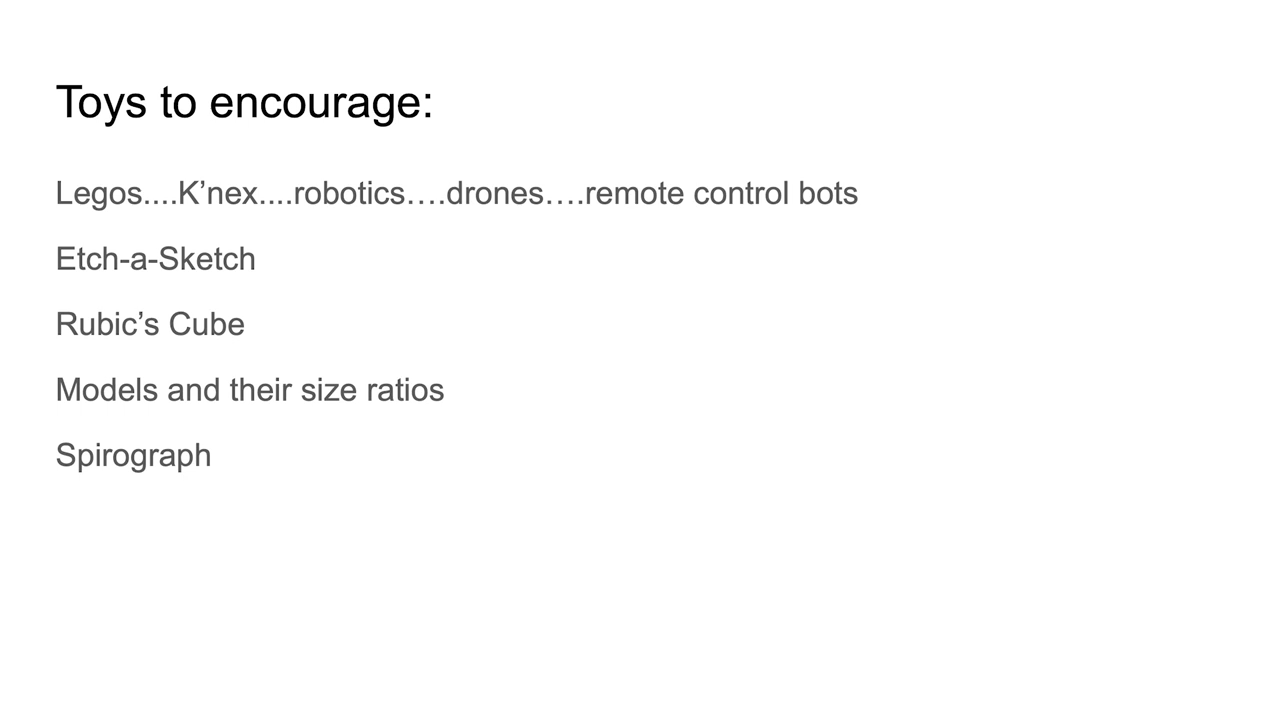 Toys to encourage:
Legos....K’nex....robotics….drones….remote control bots
Etch-a-Sketch
Rubic’s Cube
Models and their size ratios
Spirograph